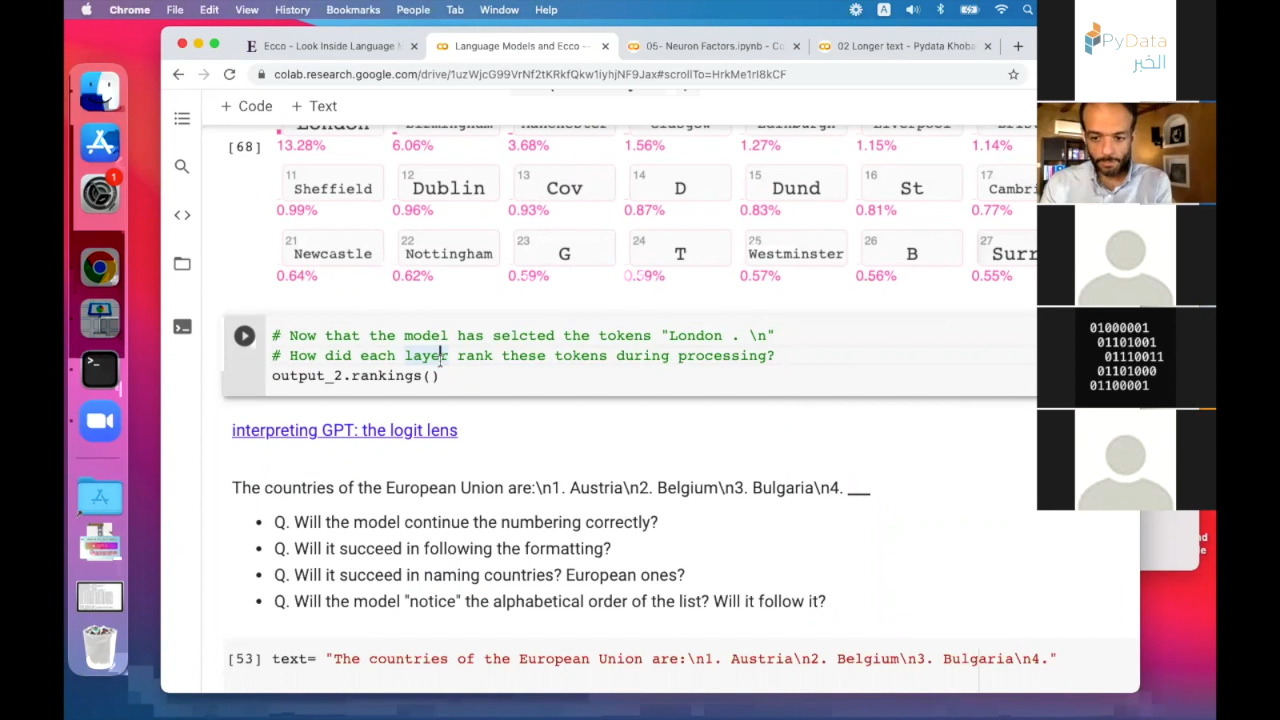 Chrome File Edit View History Bookmarks People Tab Window Help
A
PyData
الخبر
E Ecco - Look Inside Language M
Language Models and Ecco --
05- Neuron Factors.ipynb - Co
02 Longer text - Pydata Khoba
colab.research.google.com/drive/1uzWjcG99VrNf2tKRkfQkw1iyhjNF9Jax#scrollTo=HrkMe1rI8kCF
+ Code + Text
London Birmingham Manchester Glasgow Edinburgh Liverpool
[68] 13.28% 6.06% 3.68% 1.56% 1.27% 1.15% 1.14%
11 Sheffield 12 Dublin 13 Cov 14 D 15 Dund 16 St 17 Cambri
0.99% 0.96% 0.93% 0.87% 0.83% 0.81% 0.77%
21 Newcastle 22 Nottingham 23 G 24 T 25 Westminster 26 B 27 Surr
0.64% 0.62% 0.59% 0.59% 0.57% 0.56% 0.55%
# Now that the model has selcted the tokens "London . \n"
# How did each layer rank these tokens during processing?
output_2.rankings()
interpreting GPT: the logit lens
The countries of the European Union are:\n1. Austria\n2. Belgium\n3. Bulgaria\n4. ___
• Q. Will the model continue the numbering correctly?
• Q. Will it succeed in following the formatting?
• Q. Will it succeed in naming countries? European ones?
• Q. Will the model "notice" the alphabetical order of the list? Will it follow it?
[53] text= "The countries of the European Union are:\n1. Austria\n2. Belgium\n3. Bulgaria\n4."
1
01000001
01101001
01110011
01101000
01100001